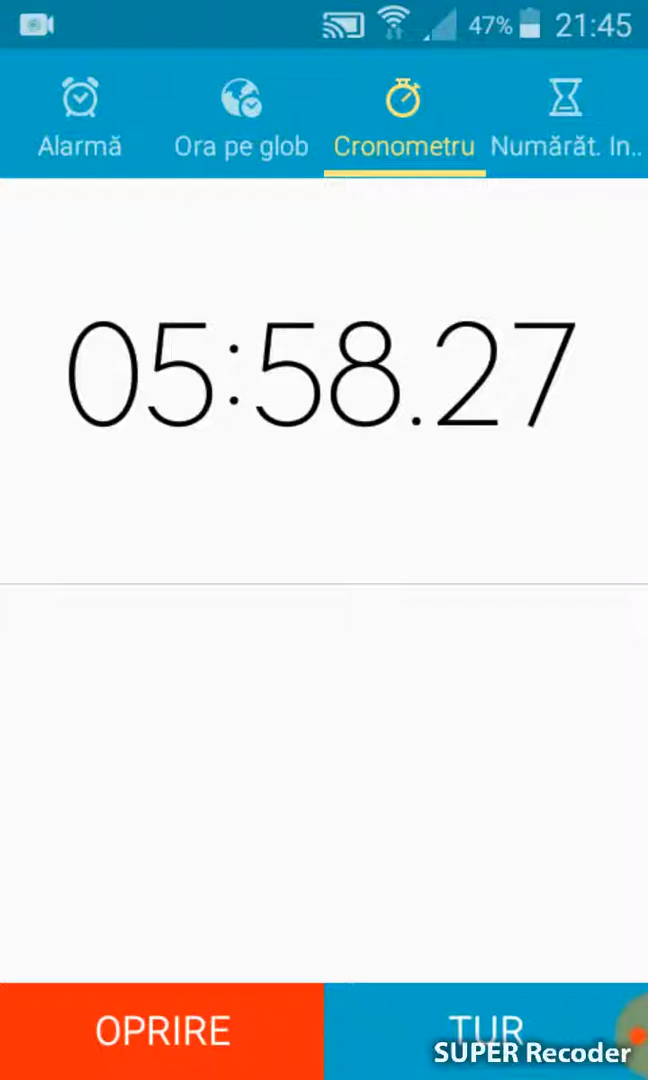 47% 21:45
Alarmă Ora pe glob Cronometru Numărăt. In..
05:58.27
OPRIRE TUR
SUPER Recoder